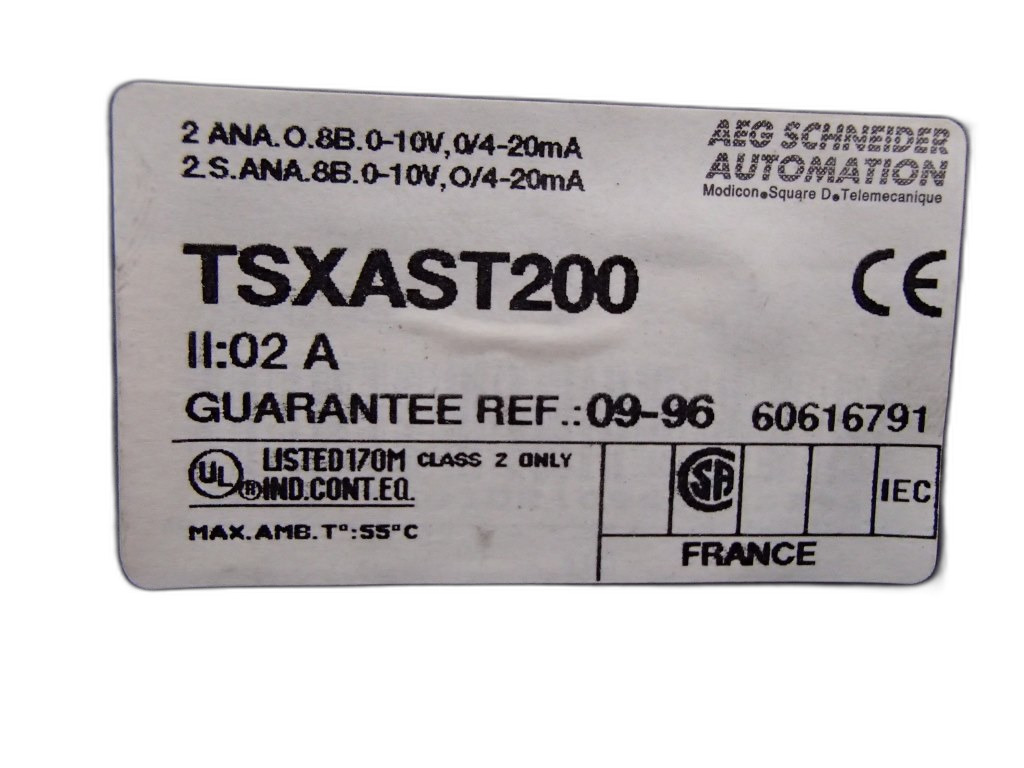 2 ANA.O.8B.0-10V,0/4-20mA
2.S.ANA.8B.0-10V,O/4-20mA
AEG SCHNEIDER
AUTOMATION
Modicon.Square D.Telemecanique
TSXAST200
CE
II:02 A
GUARANTEE REF.:09-96 60616791
UL LISTED170M CLASS 2 ONLY
®IND.CONT.EQ.
MAX.AMB.T°:55°C
SA
IEC
FRANCE